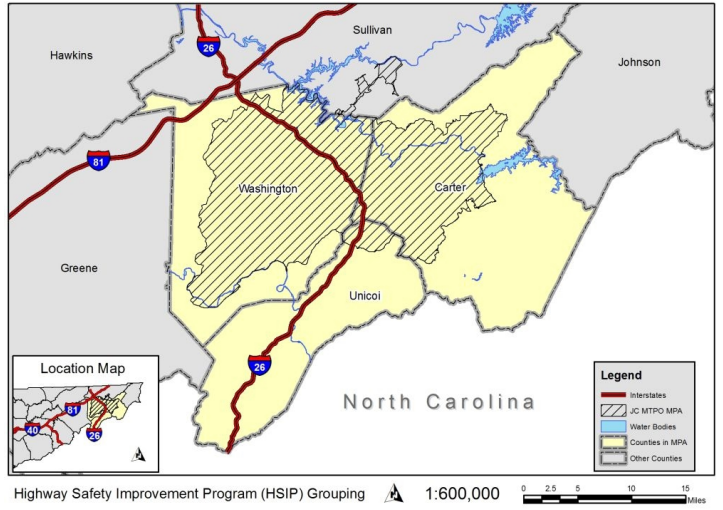 Sullivan
Hawkins
26
Johnson
81
Washington
Carter
Greene
Unicoi
26
North Carolina
Location Map
81
40
26
Legend
Interstates
JC MTPO MPA
Water Bodies
Counties in MPA
Other Counties
Highway Safety Improvement Program (HSIP) Grouping 1:600,000
0 2.5 5 10 15
Miles